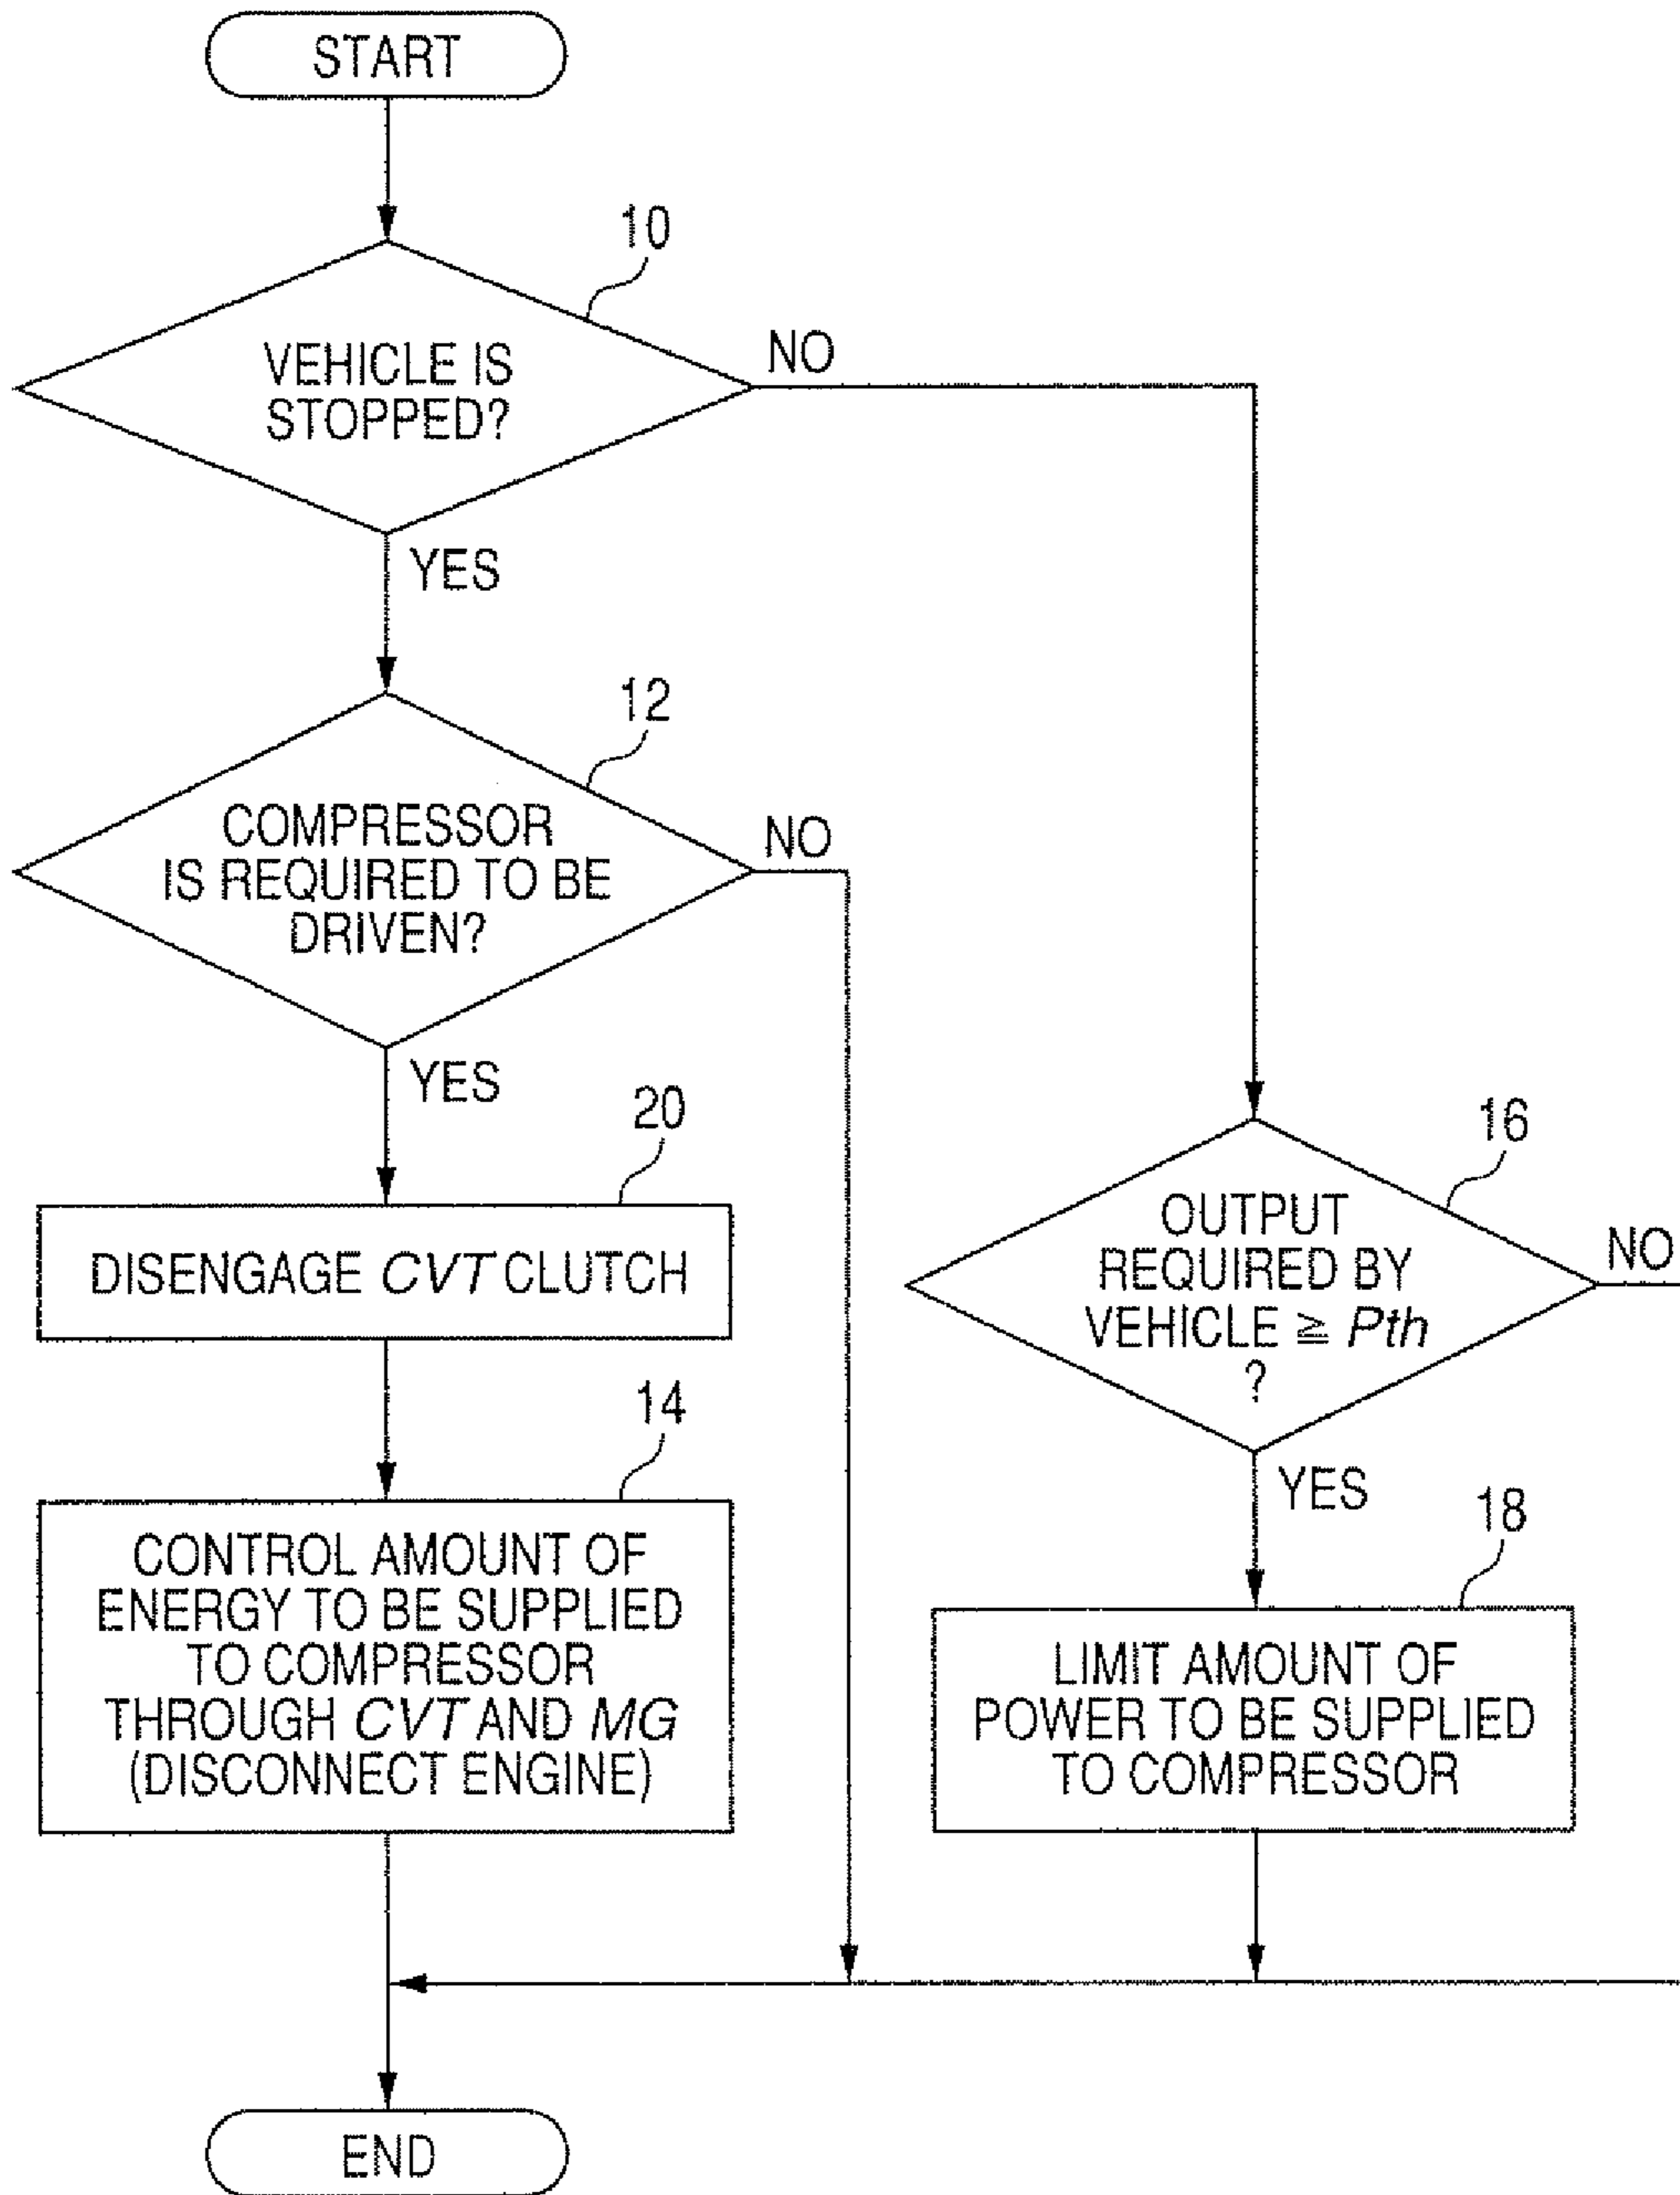 START
10
VEHICLE IS
STOPPED?
NO
YES
12
COMPRESSOR
IS REQUIRED TO BE
DRIVEN?
NO
YES
20
DISENGAGE CVT CLUTCH
14
CONTROL AMOUNT OF
ENERGY TO BE SUPPLIED
TO COMPRESSOR
THROUGH CVT AND MG
(DISCONNECT ENGINE)
16
OUTPUT
REQUIRED BY
VEHICLE ≧ Pth
?
NO
YES
18
LIMIT AMOUNT OF
POWER TO BE SUPPLIED
TO COMPRESSOR
END